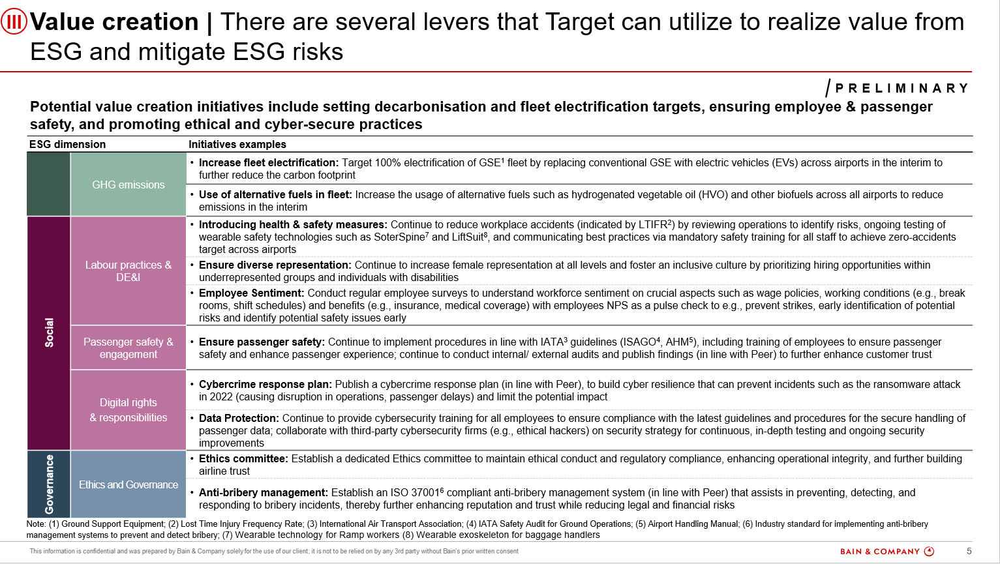 III Value creation | There are several levers that Target can utilize to realize value from
ESG and mitigate ESG risks
PRELIMINARY
Potential value creation initiatives include setting decarbonisation and fleet electrification targets, ensuring employee & passenger
safety, and promoting ethical and cyber-secure practices
ESG dimension Initiatives examples
GHG emissions
• Increase fleet electrification: Target 100% electrification of GSE¹ fleet by replacing conventional GSE with electric vehicles (EVs) across airports in the interim to
further reduce the carbon footprint
• Use of alternative fuels in fleet: Increase the usage of alternative fuels such as hydrogenated vegetable oil (HVO) and other biofuels across all airports to reduce
emissions in the interim
Social
Labour practices &
DE&I
• Introducing health & safety measures: Continue to reduce workplace accidents (indicated by LTIFR²) by reviewing operations to identify risks, ongoing testing of
wearable safety technologies such as SoterSpine⁷ and LiftSuit⁸, and communicating best practices via mandatory safety training for all staff to achieve zero-accidents
target across airports
• Ensure diverse representation: Continue to increase female representation at all levels and foster an inclusive culture by prioritizing hiring opportunities within
underrepresented groups and individuals with disabilities
• Employee Sentiment: Conduct regular employee surveys to understand workforce sentiment on crucial aspects such as wage policies, working conditions (e.g., break
rooms, shift schedules) and benefits (e.g., insurance, medical coverage) with employees NPS as a pulse check to e.g., prevent strikes, early identification of potential
risks and identify potential safety issues early
Passenger safety &
engagement
• Ensure passenger safety: Continue to implement procedures in line with IATA³ guidelines (ISAGO⁴, AHM⁵), including training of employees to ensure passenger
safety and enhance passenger experience; continue to conduct internal/ external audits and publish findings (in line with Peer) to further enhance customer trust
Digital rights
& responsibilities
• Cybercrime response plan: Publish a cybercrime response plan (in line with Peer), to build cyber resilience that can prevent incidents such as the ransomware attack
in 2022 (causing disruption in operations, passenger delays) and limit the potential impact
• Data Protection: Continue to provide cybersecurity training for all employees to ensure compliance with the latest guidelines and procedures for the secure handling of
passenger data; collaborate with third-party cybersecurity firms (e.g., ethical hackers) on security strategy for continuous, in-depth testing and ongoing security
improvements
Governance
Ethics and Governance
• Ethics committee: Establish a dedicated Ethics committee to maintain ethical conduct and regulatory compliance, enhancing operational integrity, and further building
airline trust
• Anti-bribery management: Establish an ISO 37001⁶ compliant anti-bribery management system (in line with Peer) that assists in preventing, detecting, and
responding to bribery incidents, thereby further enhancing reputation and trust while reducing legal and financial risks
Note: (1) Ground Support Equipment; (2) Lost Time Injury Frequency Rate; (3) International Air Transport Association; (4) IATA Safety Audit for Ground Operations; (5) Airport Handling Manual; (6) Industry standard for implementing anti-bribery
management systems to prevent and detect bribery; (7) Wearable technology for Ramp workers (8) Wearable exoskeleton for baggage handlers
This information is confidential and was prepared by Bain & Company solely for the use of our client; it is not to be relied on by any 3rd party without Bain's prior written consent
BAIN & COMPANY
5